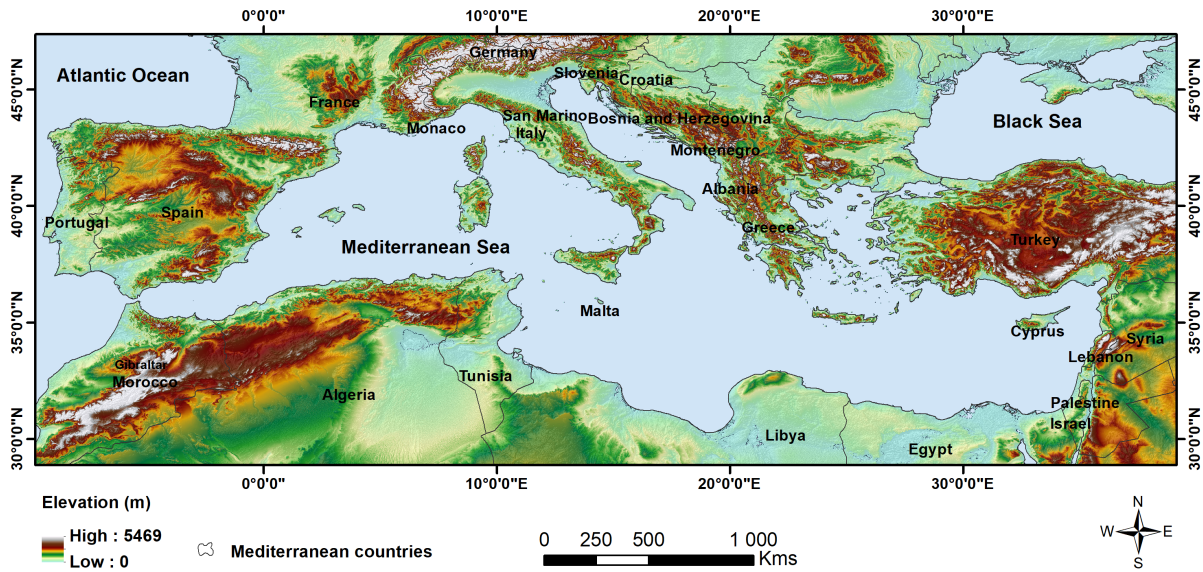 0°0'0"
10°0'0"E
20°0'0"E
30°0'0"E
45°0'0"N
40°0'0"N
35°0'0"N
30°0'0"N
45°0'0"N
40°0'0"N
35°0'0"N
30°0'0"N
Atlantic Ocean
Germany
Slovenia
Croatia
France
San Marino
Bosnia and Herzegovina
Monaco
Italy
Black Sea
Montenegro
Albania
Portugal
Spain
Greece
Turkey
Mediterranean Sea
Malta
Cyprus
Syria
Lebanon
Gibraltar
Morocco
Algeria
Tunisia
Palestine
Israel
Libya
Egypt
0°0'0"
10°0'0"E
20°0'0"E
30°0'0"E
Elevation (m)
High : 5469
Low : 0
Mediterranean countries
0 250 500 1 000
Kms
N
W E
S